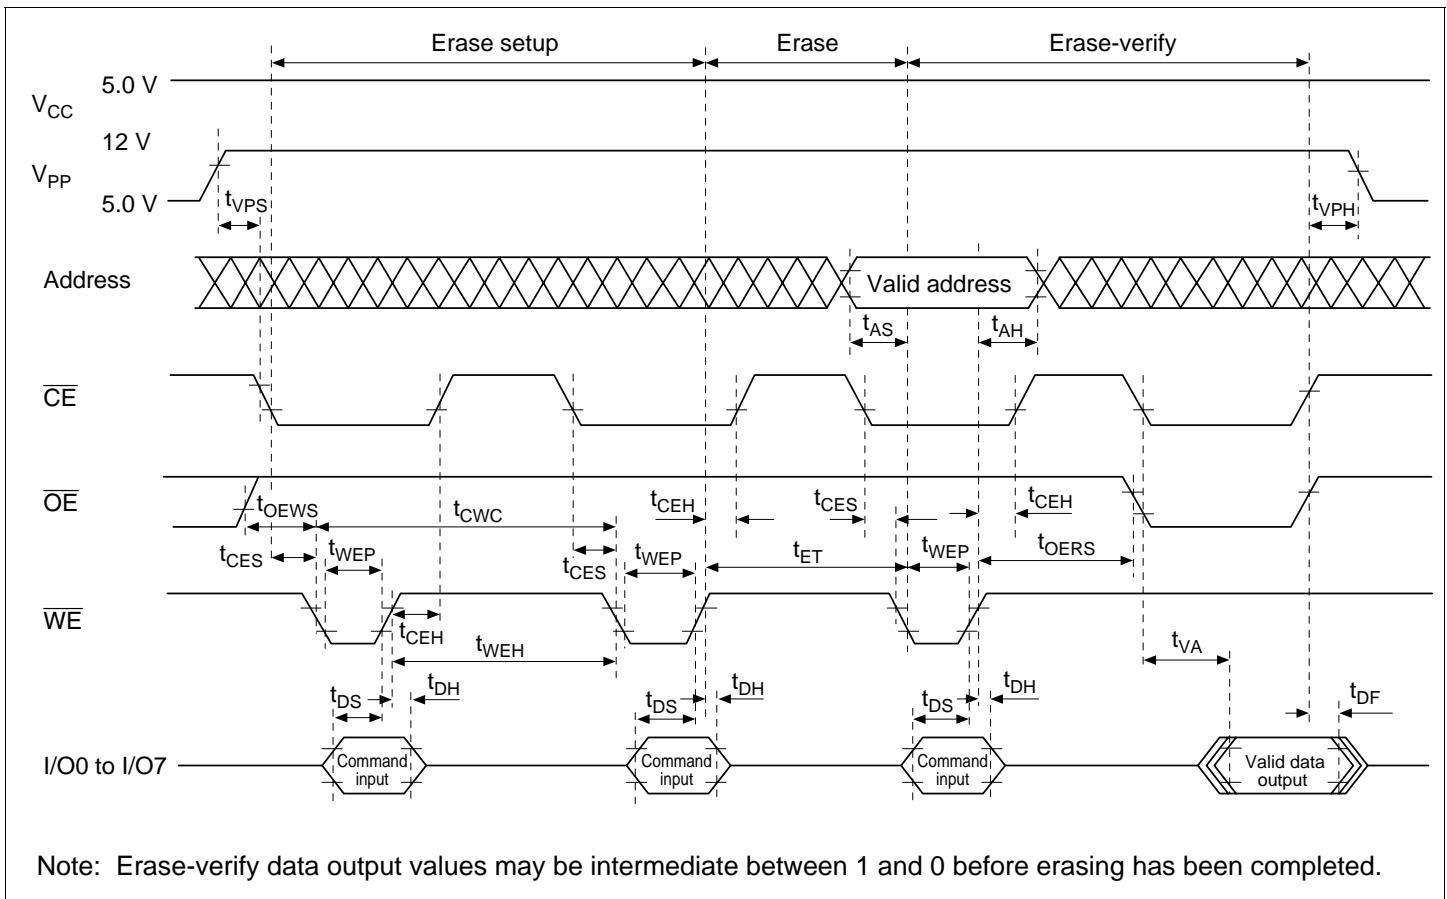 Erase setup Erase Erase-verify
5.0 V
VCC
12 V
VPP
5.0 V
tVPS tVPH
Address Valid address
tAS tAH
CE
OE
tOEWS tCWC tCEH tCES tCEH
tCES tWEP tCES tWEP tET tWEP tOERS
WE
tCEH tWEH tVA
tDS tDH tDS tDH tDS tDH tDF
I/O0 to I/O7
Command input
Command input
Command input
Valid data output
Note: Erase-verify data output values may be intermediate between 1 and 0 before erasing has been completed.